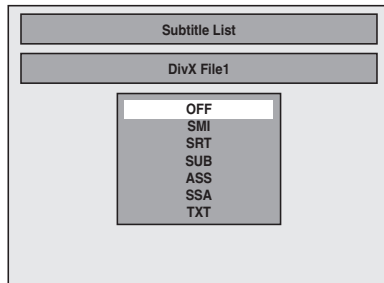 Subtitle List
DivX File1
OFF
SMI
SRT
SUB
ASS
SSA
TXT